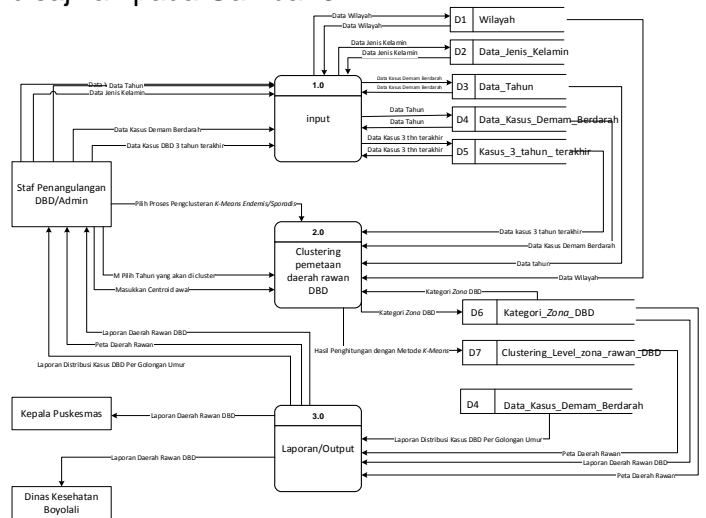 Data Wilayah
Data Wilayah
D1 Wilayah
Data Jenis Kelamin
Data Jenis Kelamin
D2 Data_Jenis_Kelamin
Data Tahun
Data Jenis Kelamin
1.0
input
Data Kasus Demam Berdarah
Data Kasus Demam Berdarah
D3 Data_Tahun
Data Tahun
Data Tahun
D4 Data_Kasus_Demam_Berdarah
Data Kasus 3 thn terakhir
Data Kasus 3 thn terakhir
D5 Kasus_3_tahun_ terakhir
Data Kasus Demam Berdarah
Data Kasus DBD 3 tahun terakhir
Staf Penangulangan
DBD/Admin
Pilih Proses Pengclusteran K-Means Endemis/Sporadis
2.0
Clustering
pemetaan
daerah rawan
DBD
Data kasus 3 tahun terakhir
Data Kasus Demam Berdarah
Data tahun
Data Wilayah
M Pilih Tahun yang akan di cluster
Masukkan Centroid awal
Kategori Zona DBD
Kategori Zona DBD
D6 Kategori_Zona_DBD
Laporan Daerah Rawan DBD
Peta Daerah Rawan
Laporan Distribusi Kasus DBD Per Golongan Umur
Hasil Penghitungan dengan Metode K-Means
D7 Clustering_Level_zona_rawan_DBD
D4 Data_Kasus_Demam_Berdarah
Kepala Puskesmas
Laporan Daerah Rawan DBD
3.0
Laporan/Output
Laporan Distribusi Kasus DBD Per Golongan Umur
Peta Daerah Rawan
Laporan Daerah Rawan DBD
Peta Daerah Rawan
Laporan Daerah Rawan DBD
Dinas Kesehatan
Boyolali